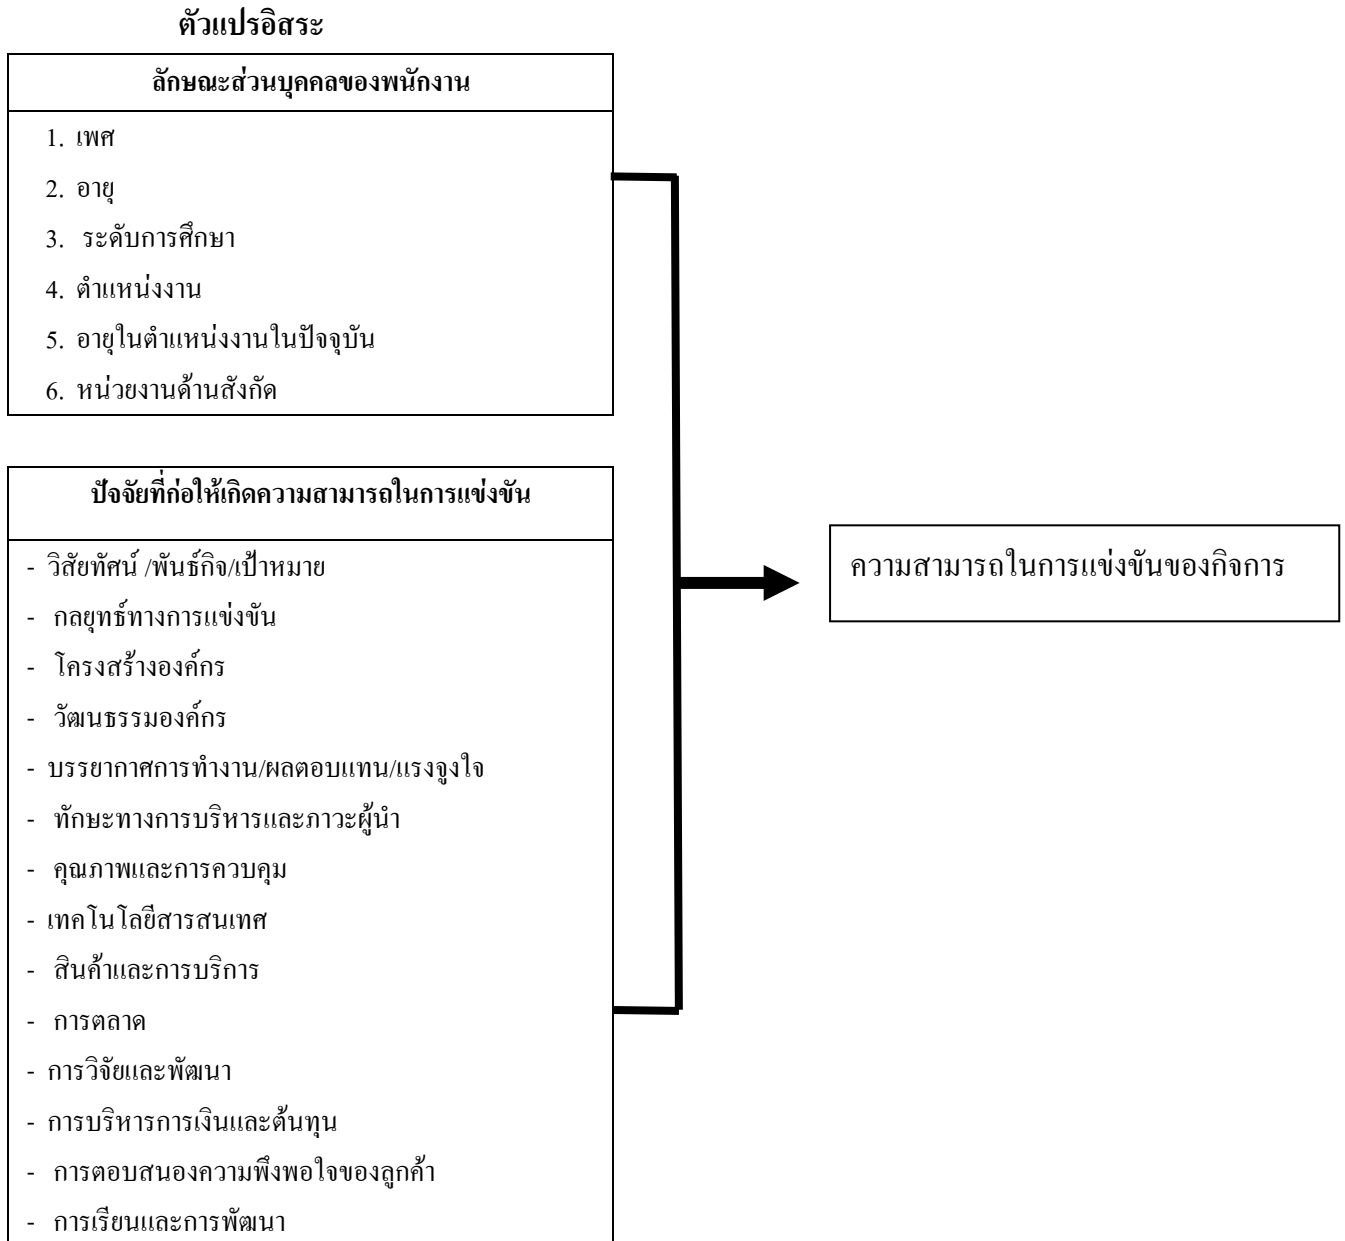 ตัวแปรอิสระ
ลักษณะส่วนบุคคลของพนักงาน
1. เพศ
2. อายุ
3. ระดับการศึกษา
4. ตำแหน่งงาน
5. อายุในตำแหน่งงานในปัจจุบัน
6. หน่วยงานด้านสังกัด
ปัจจัยที่ก่อให้เกิดความสามารถในการแข่งขัน
- วิสัยทัศน์ /พันธ์กิจ/เป้าหมาย
- กลยุทธ์ทางการแข่งขัน
- โครงสร้างองค์กร
- วัฒนธรรมองค์กร
- บรรยากาศการทำงาน/ผลตอบแทน/แรงจูงใจ
- ทักษะทางการบริหารและภาวะผู้นำ
- คุณภาพและการควบคุม
- เทคโนโลยีสารสนเทศ
- สินค้าและการบริการ
- การตลาด
- การวิจัยและพัฒนา
- การบริหารการเงินและต้นทุน
- การตอบสนองความพึงพอใจของลูกค้า
- การเรียนและการพัฒนา
ความสามารถในการแข่งขันของกิจการ